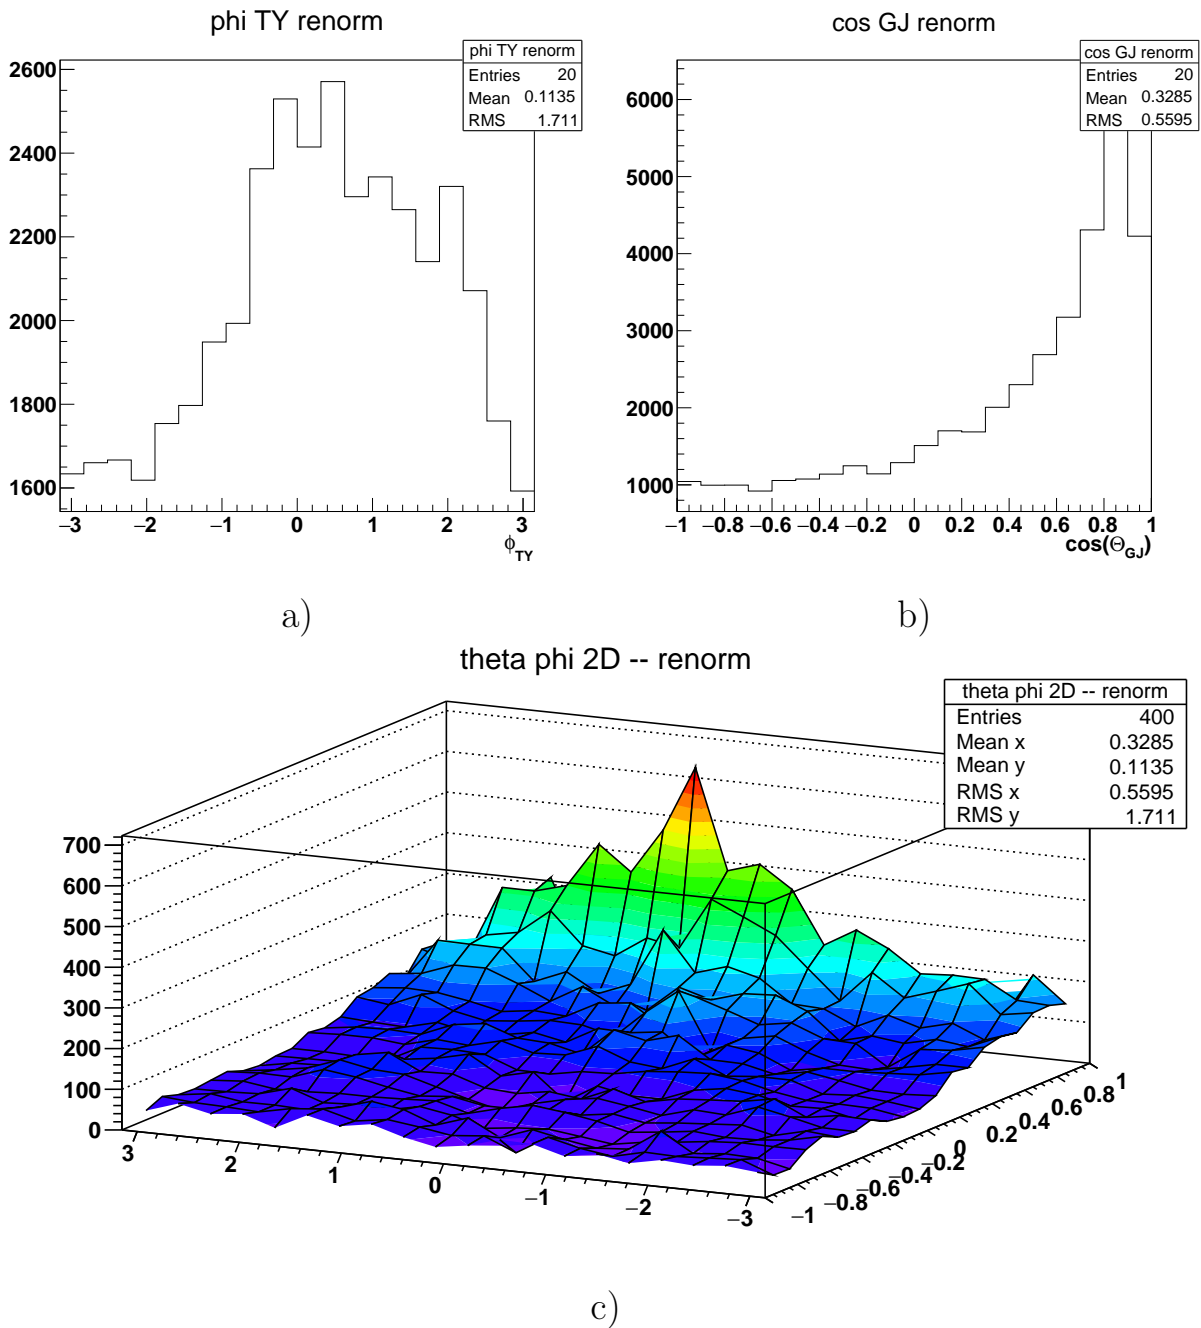 phi TY renorm
phi TY renorm
Entries 20
Mean 0.1135
RMS 1.711
2600
2400
2200
2000
1800
1600
−3 −2 −1 0 1 2 3
ϕTY
a)
cos GJ renorm
cos GJ renorm
Entries 20
Mean 0.3285
RMS 0.5595
6000
5000
4000
3000
2000
1000
−1 −0.8 −0.6 −0.4 −0.2 0 0.2 0.4 0.6 0.8 1
cos(ΘGJ)
b)
theta phi 2D -- renorm
theta phi 2D -- renorm
Entries 400
Mean x 0.3285
Mean y 0.1135
RMS x 0.5595
RMS y 1.711
700
600
500
400
300
200
100
0
3 2 1 0 −1 −2 −3
−1 −0.8 −0.6 −0.4 −0.2 0 0.2 0.4 0.6 0.8 1
c)